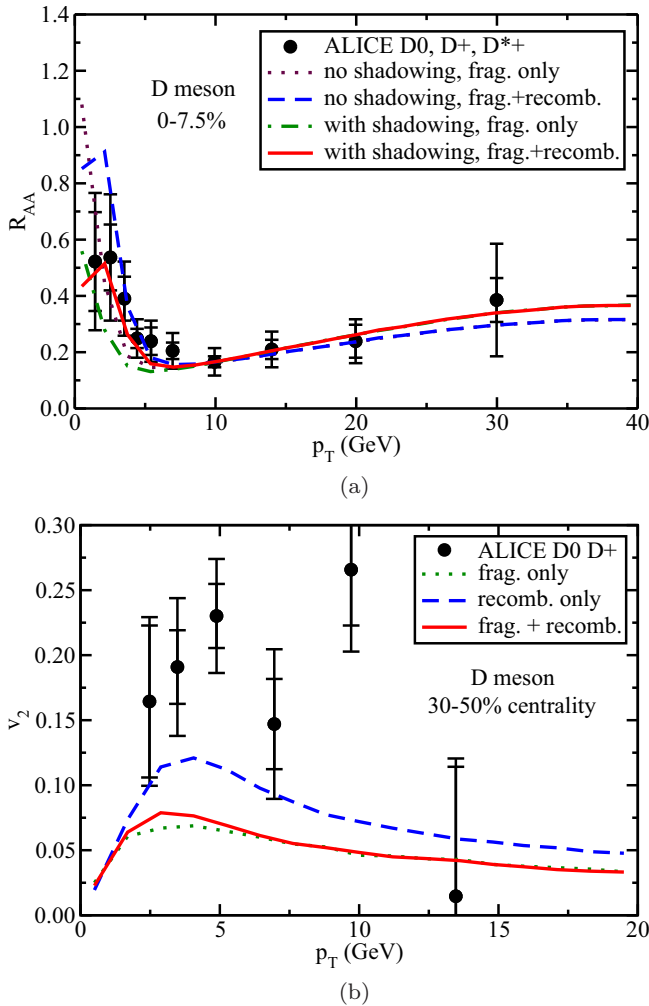 ALICE D0, D+, D*+
no shadowing, frag. only
no shadowing, frag.+recomb.
with shadowing, frag. only
with shadowing, frag.+recomb.
D meson
0-7.5%
1.4
1.2
1.0
0.8
0.6
0.4
0.2
0.0
R_AA
0 10 20 30 40
p_T (GeV)
(a)
ALICE D0 D+
frag. only
recomb. only
frag. + recomb.
D meson
30-50% centrality
0.30
0.25
0.20
0.15
0.10
0.05
0.00
v_2
0 5 10 15 20
p_T (GeV)
(b)